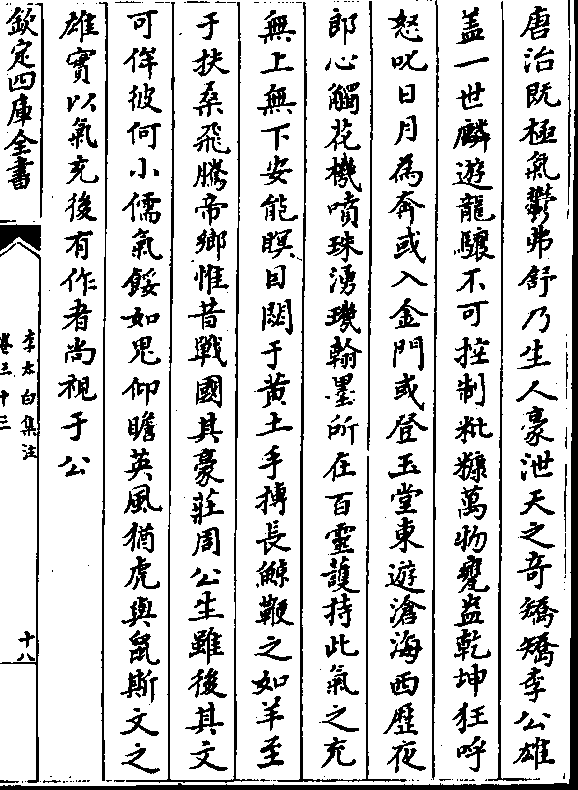 唐治既極氣鬱弗舒乃生人豪泄天之奇矯矯李公雄
蓋一世麟遊龍驤不可控制粃糠萬物甕盎乾坤狂呼
怒叱日月為奔或入金門或登玉堂東遊滄海西歷夜
郎心觸花機噴珠湧璣翰墨所在百靈護持此氣之充
無上無下安能瞑目閟于黃土手摶長鯨鞭之如羊至
于扶桑飛騰帝鄉惟昔戰國其豪莊周公生雖後其文
可侔彼何小儒氣餒如鬼仰瞻英風猶虎與鼠斯文之
雄實以氣充後有作者尚視于公
欽定四庫全書
李太白集注
卷三十三
十八